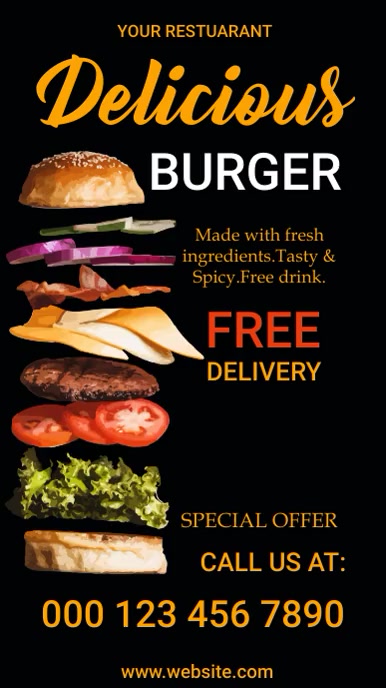 YOUR RESTUARANT
Delicious
BURGER
Made with fresh
ingredients.Tasty &
Spicy.Free drink.
FREE
DELIVERY
SPECIAL OFFER
CALL US AT:
000 123 456 7890
www.website.com